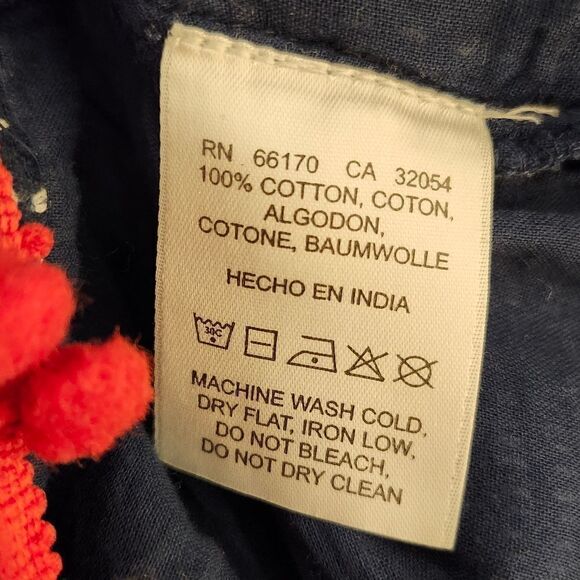 RN 66170 CA 32054
100% COTTON, COTON,
ALGODON,
COTONE, BAUMWOLLE
HECHO EN INDIA
30C
MACHINE WASH COLD,
DRY FLAT, IRON LOW,
DO NOT BLEACH,
DO NOT DRY CLEAN